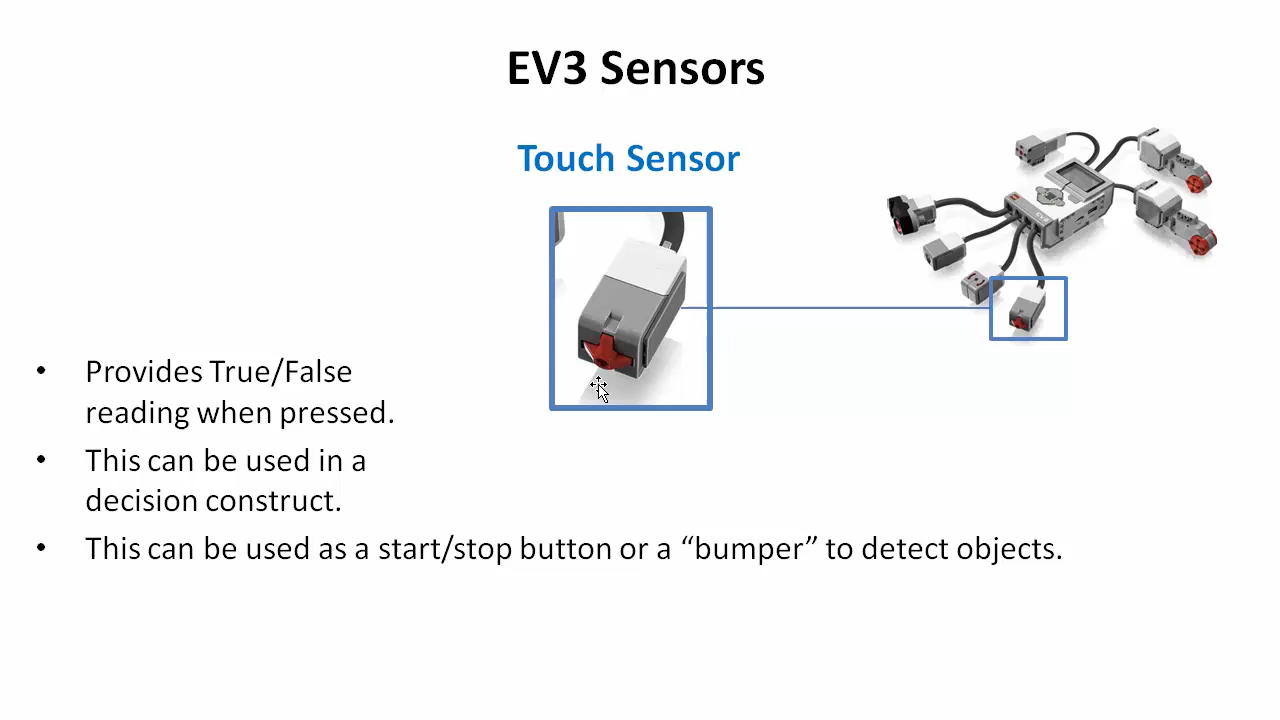 EV3 Sensors
Touch Sensor
EV3
• Provides True/False
reading when pressed.
• This can be used in a
decision construct.
• This can be used as a start/stop button or a “bumper” to detect objects.